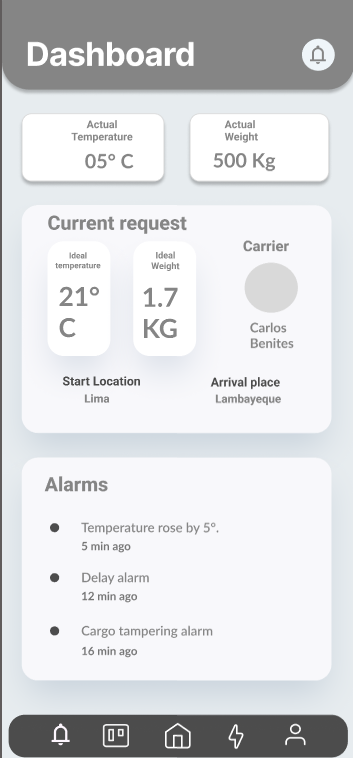 Dashboard
Actual
Temperature
05° C
Actual
Weight
500 Kg
Current request
Ideal
temperature
21°
C
Ideal
Weight
1.7
KG
Carrier
Carlos
Benites
Start Location
Lima
Arrival place
Lambayeque
Alarms
Temperature rose by 5°.
5 min ago
Delay alarm
12 min ago
Cargo tampering alarm
16 min ago